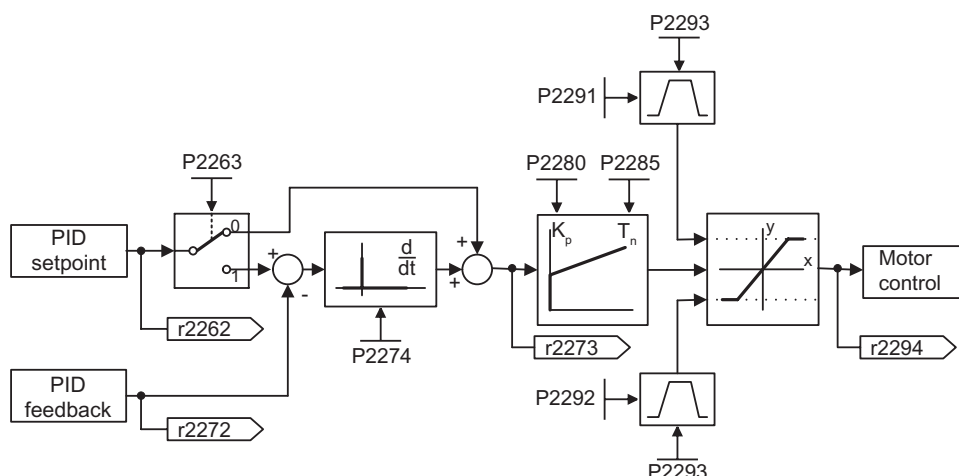 P2293
P2291
P2263
P2280
P2285
PID
setpoint
0
1
+
-
d
dt
+
+
K p
T n
y
x
Motor
control
r2262
P2274
r2273
r2294
PID
feedback
r2272
P2292
P2293